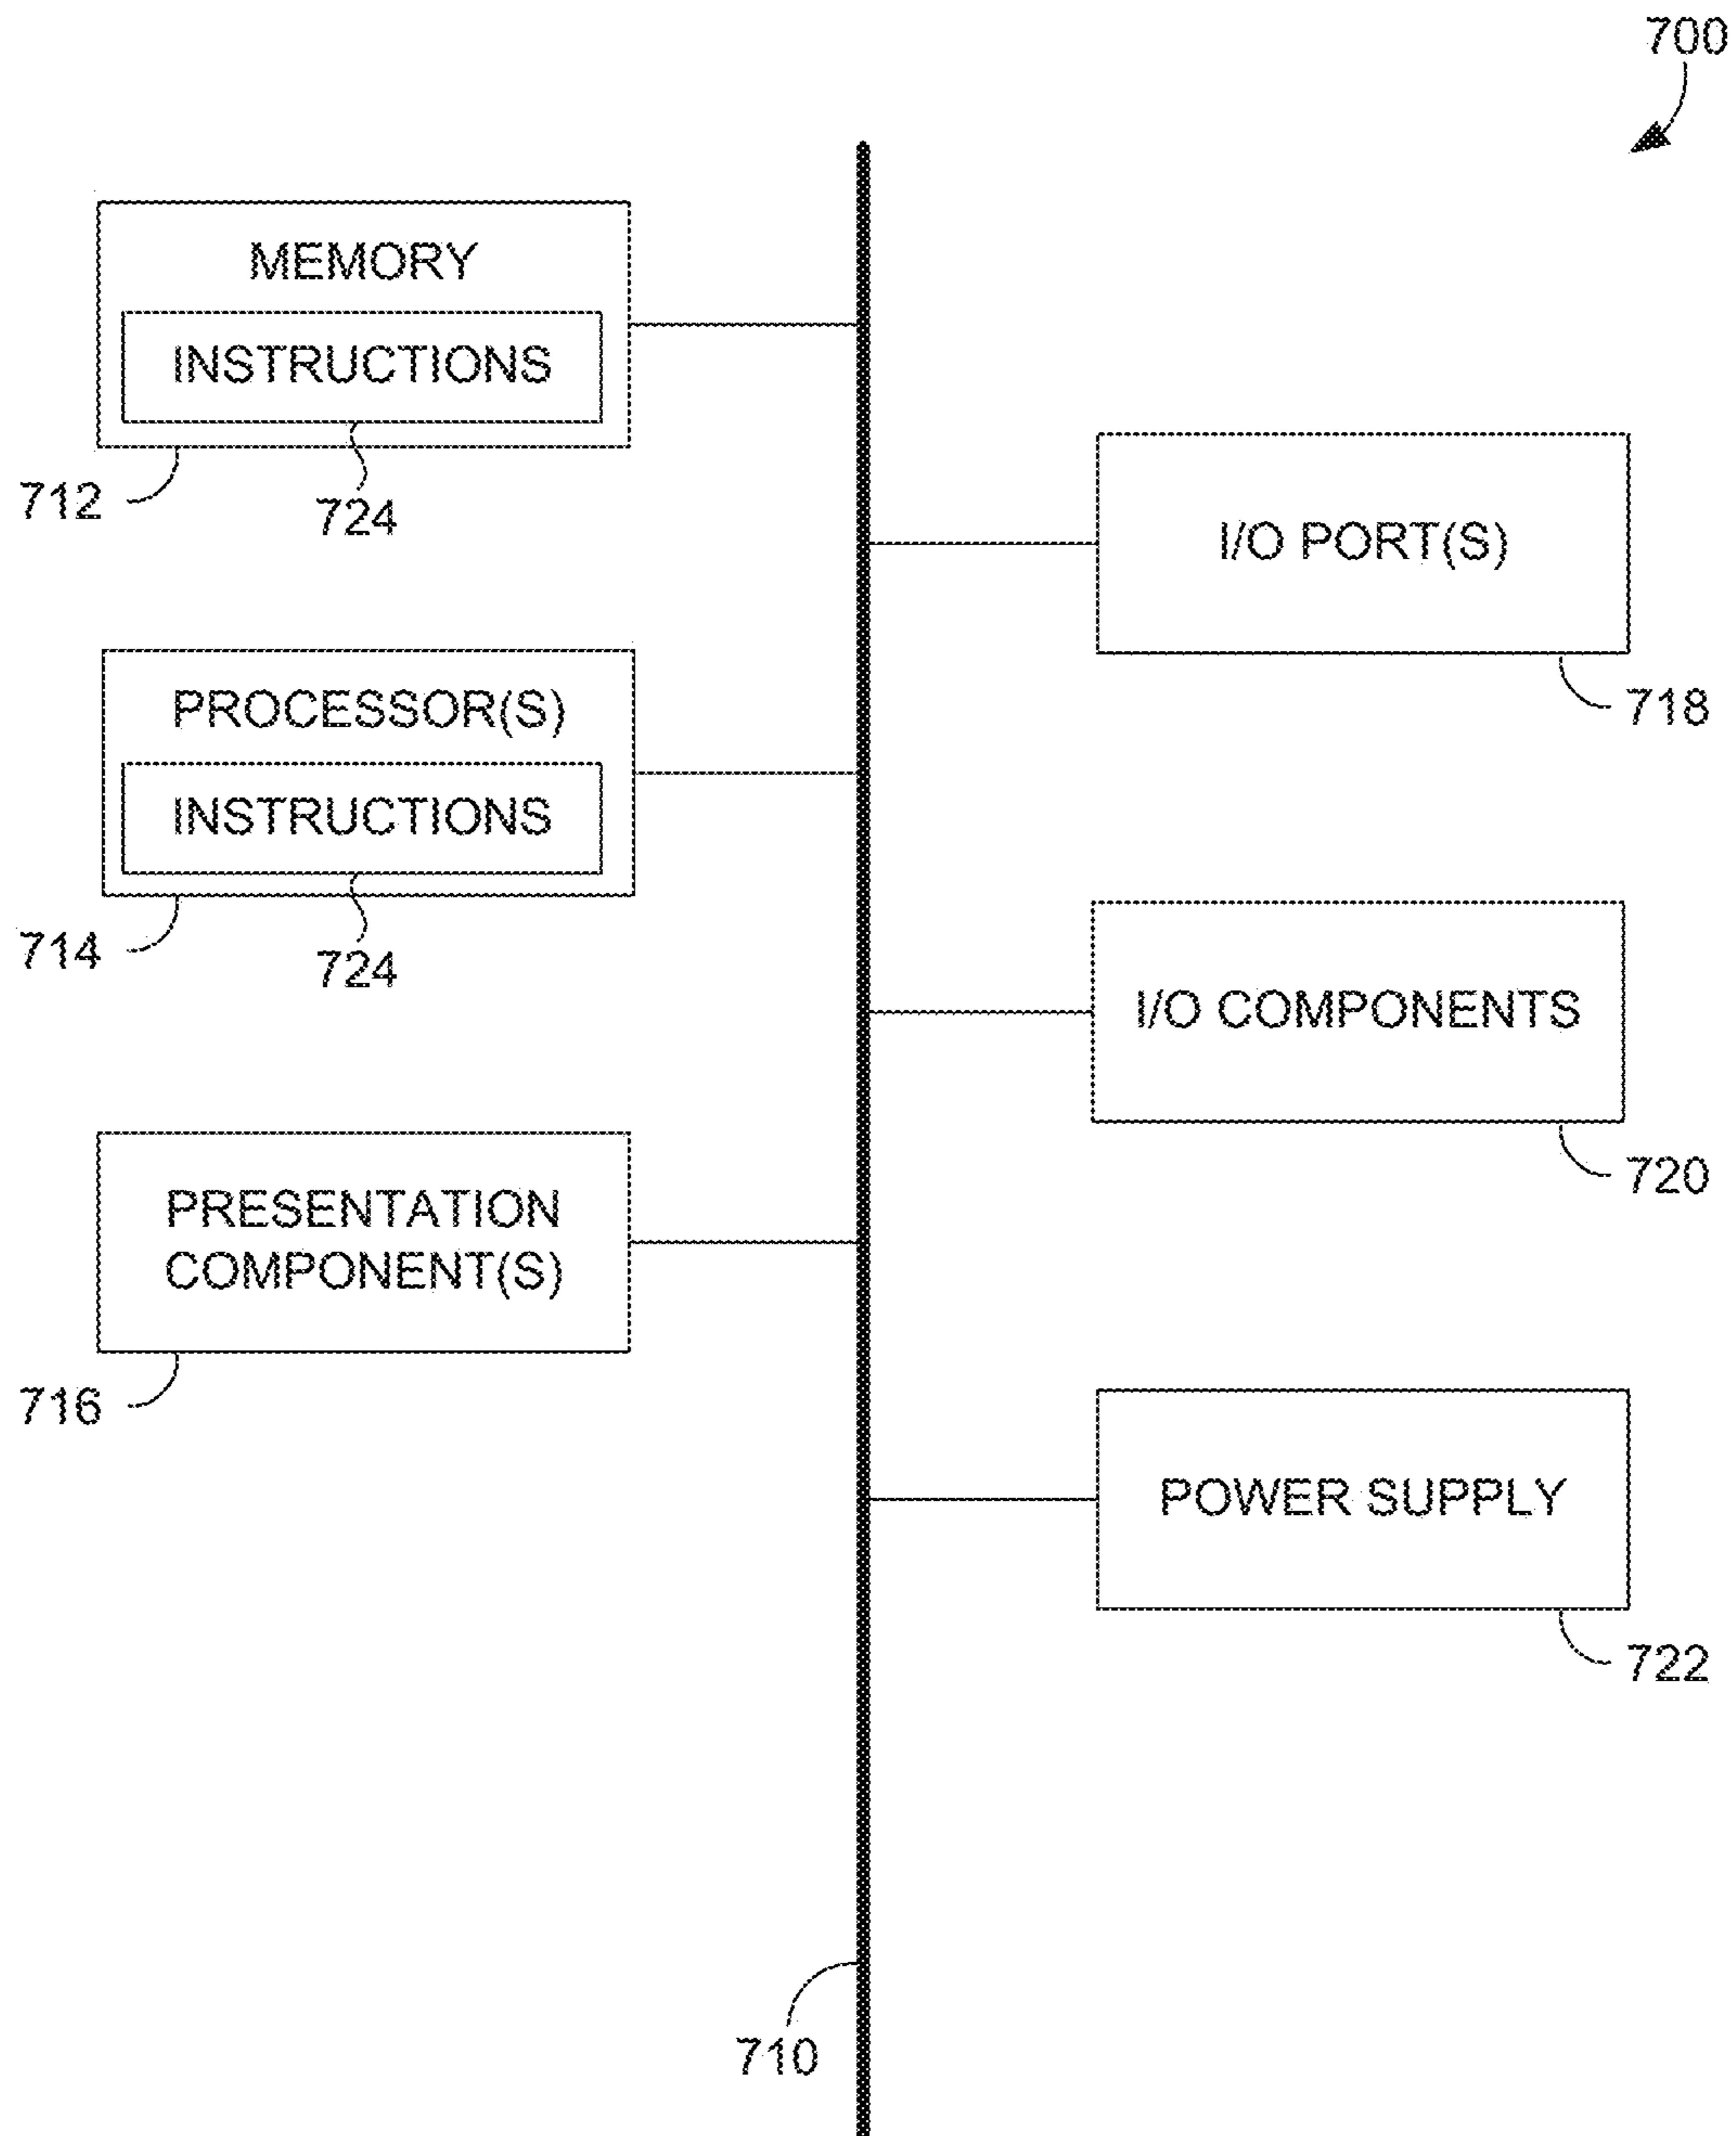 700
MEMORY
INSTRUCTIONS
712
724
I/O PORT(S)
718
PROCESSOR(S)
INSTRUCTIONS
714
724
I/O COMPONENTS
720
PRESENTATION
COMPONENT(S)
716
POWER SUPPLY
722
710